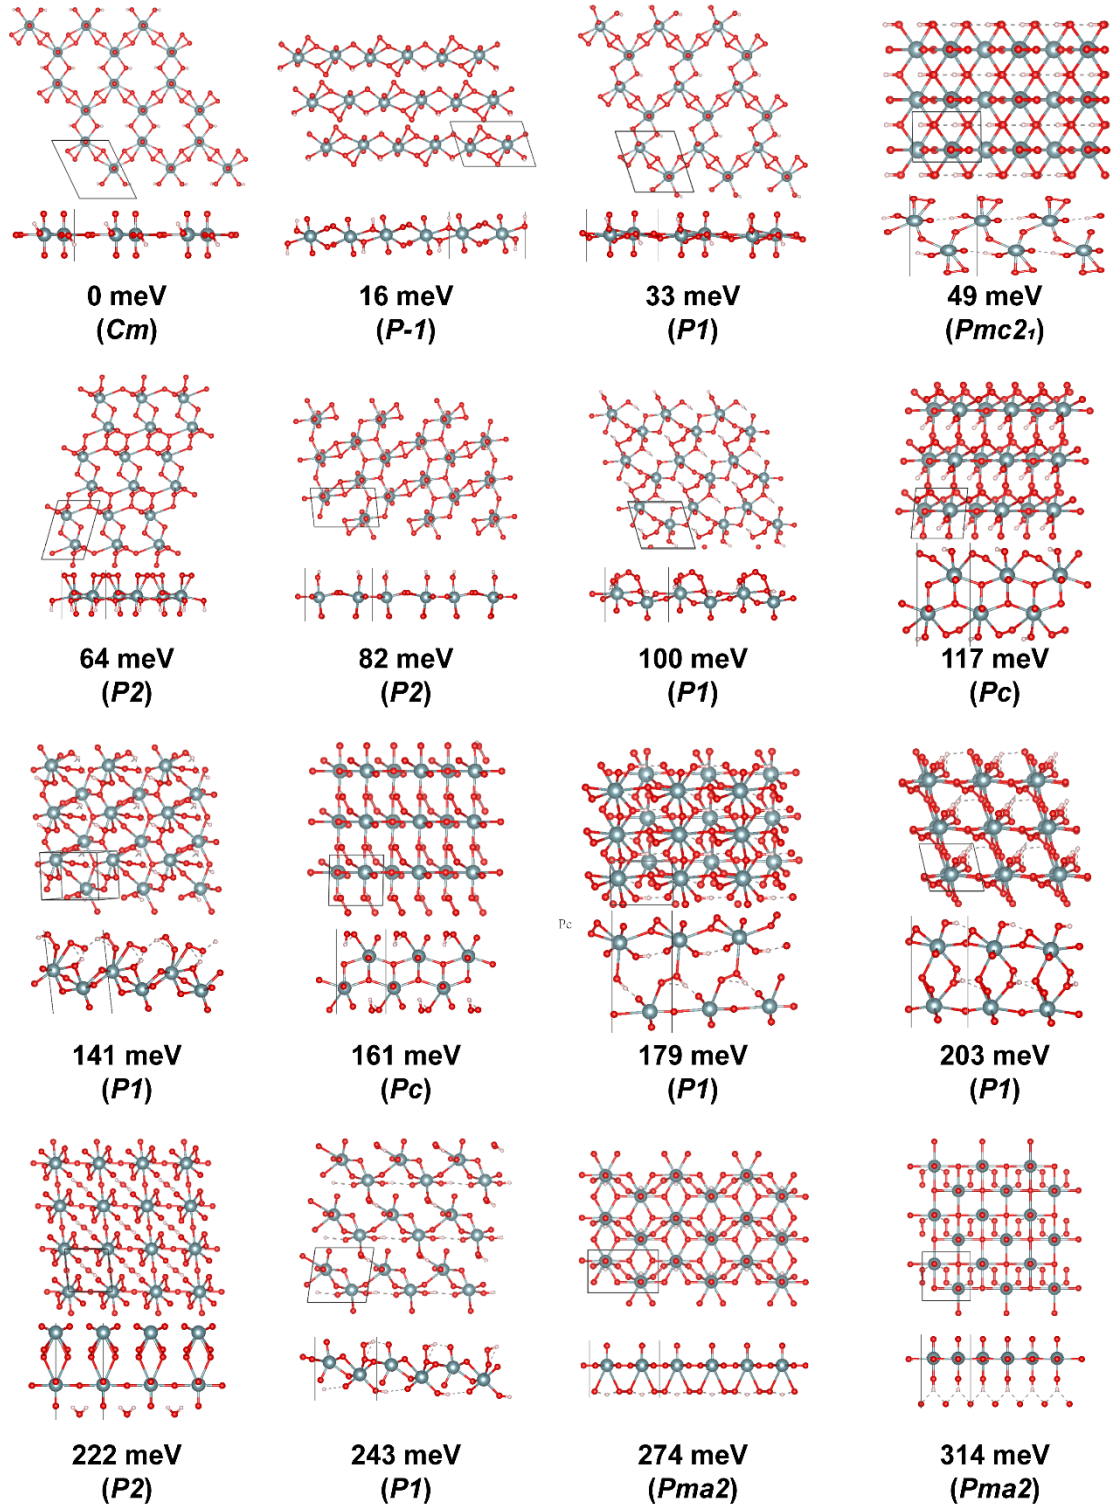 0 meV
(Cm)
16 meV
(P-1)
33 meV
(P1)
49 meV
(Pmc2₁)
64 meV
(P2)
82 meV
(P2)
100 meV
(P1)
117 meV
(Pc)
Pc
141 meV
(P1)
161 meV
(Pc)
179 meV
(P1)
203 meV
(P1)
222 meV
(P2)
243 meV
(P1)
274 meV
(Pma2)
314 meV
(Pma2)